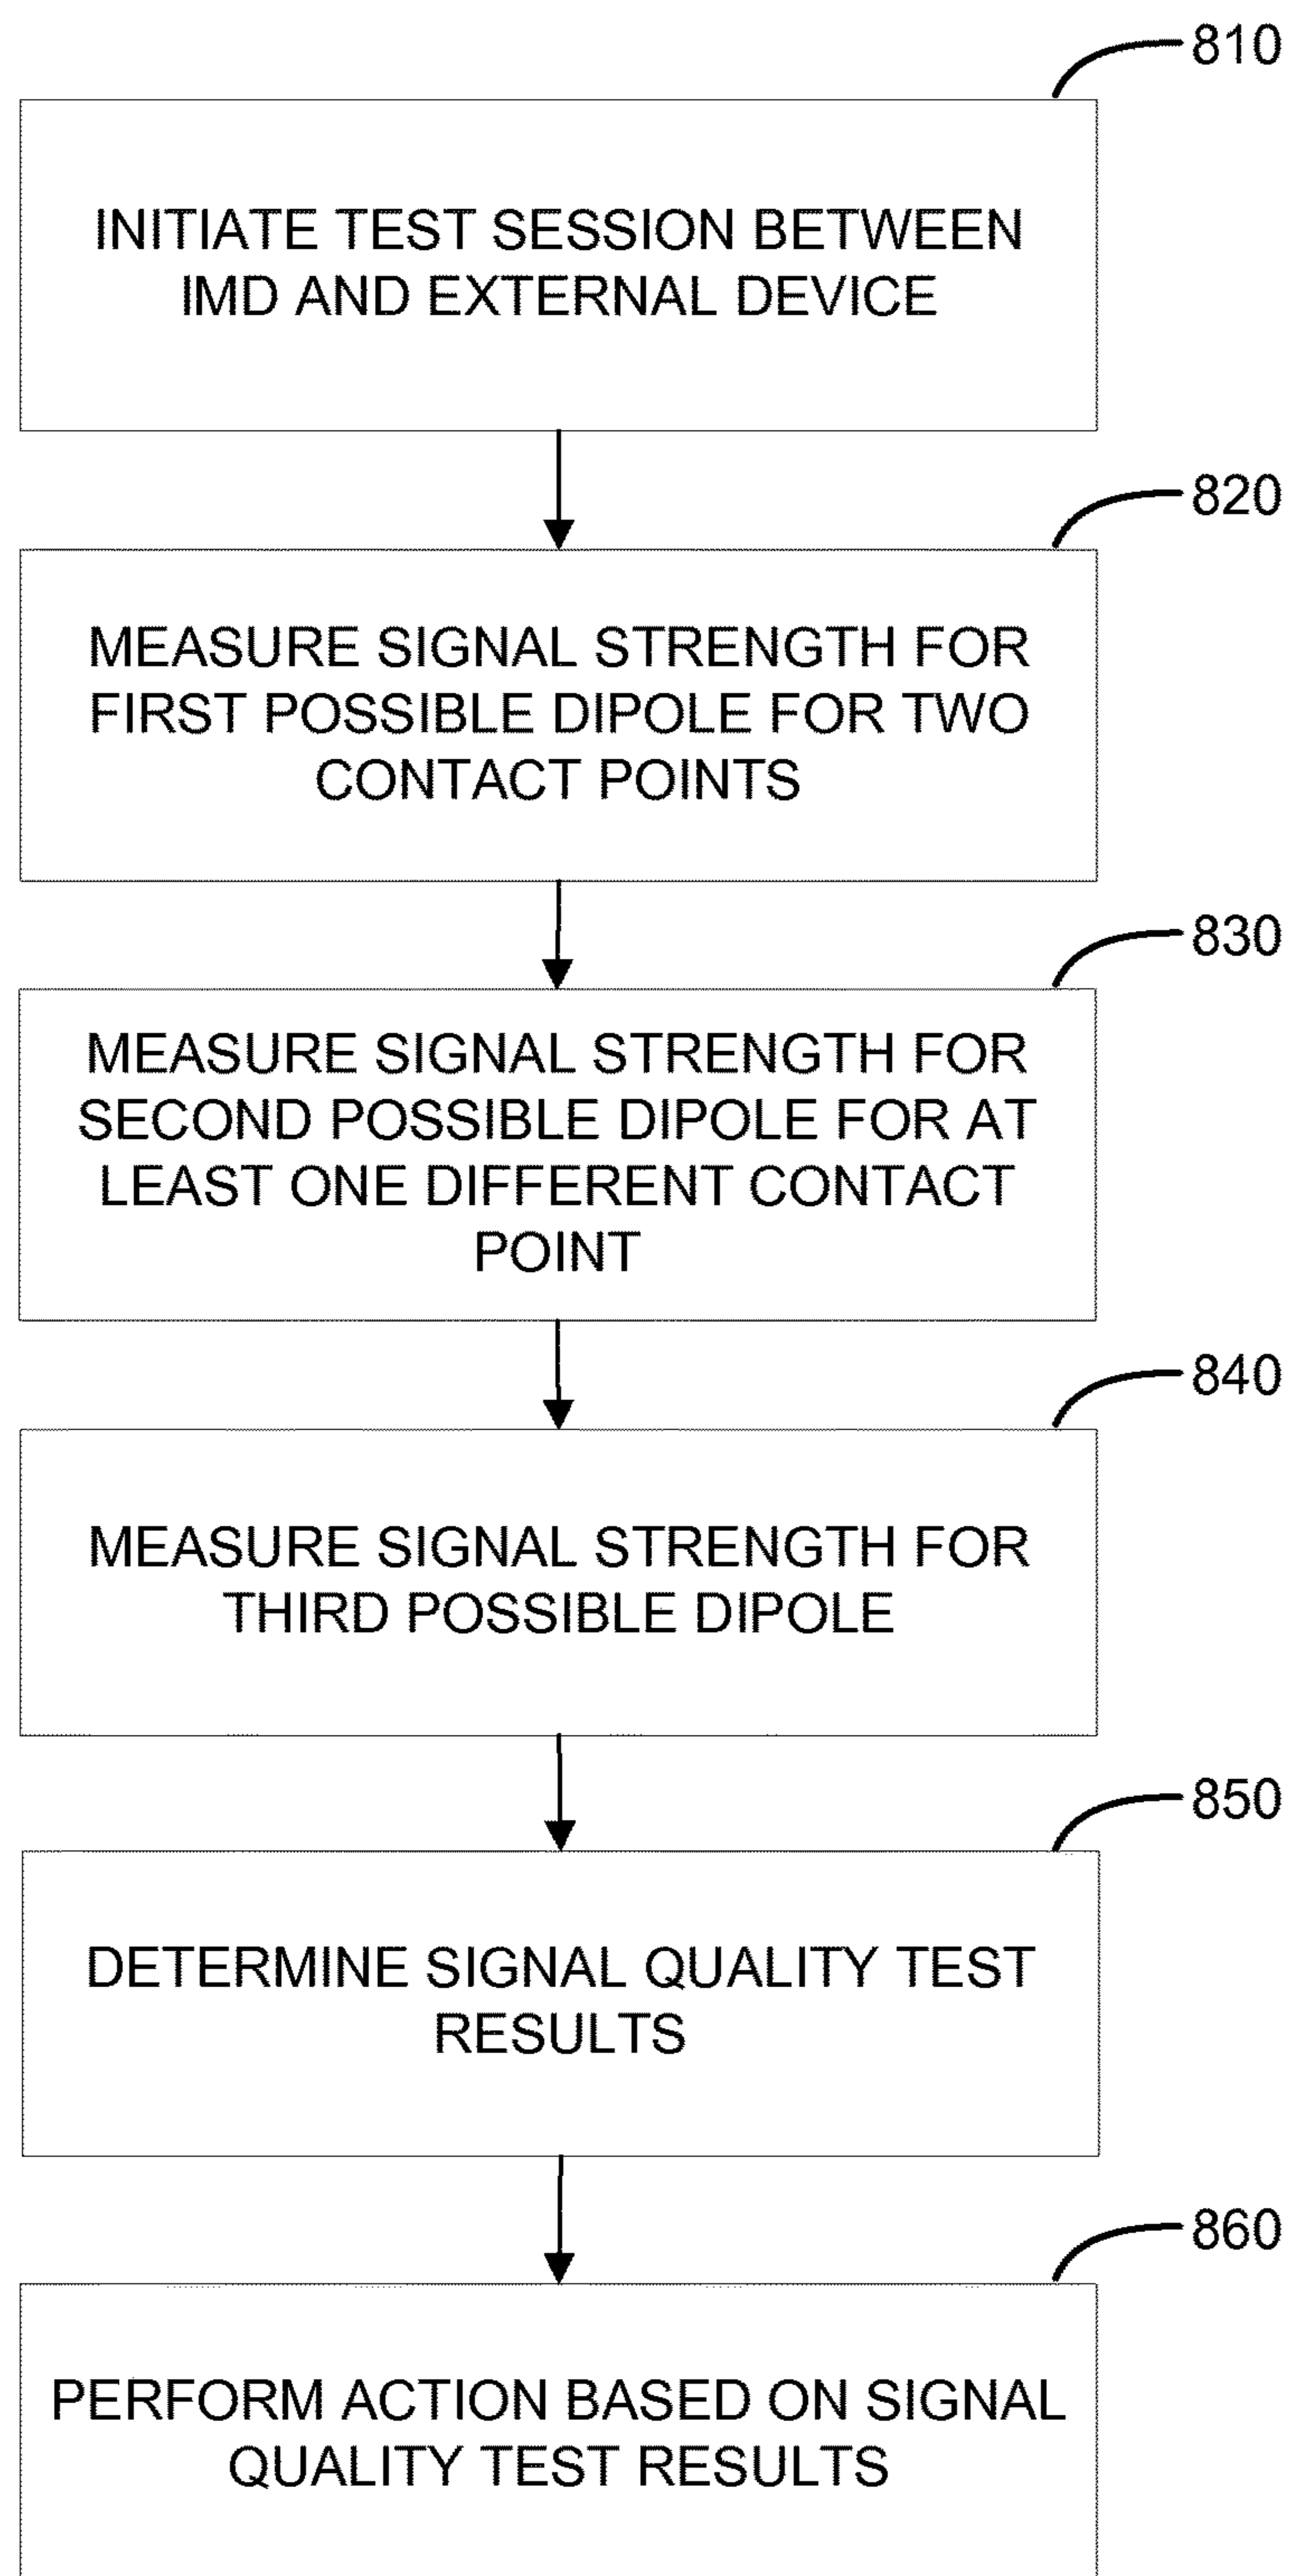 810
INITIATE TEST SESSION BETWEEN
IMD AND EXTERNAL DEVICE
820
MEASURE SIGNAL STRENGTH FOR
FIRST POSSIBLE DIPOLE FOR TWO
CONTACT POINTS
830
MEASURE SIGNAL STRENGTH FOR
SECOND POSSIBLE DIPOLE FOR AT
LEAST ONE DIFFERENT CONTACT
POINT
840
MEASURE SIGNAL STRENGTH FOR
THIRD POSSIBLE DIPOLE
850
DETERMINE SIGNAL QUALITY TEST
RESULTS
860
PERFORM ACTION BASED ON SIGNAL
QUALITY TEST RESULTS